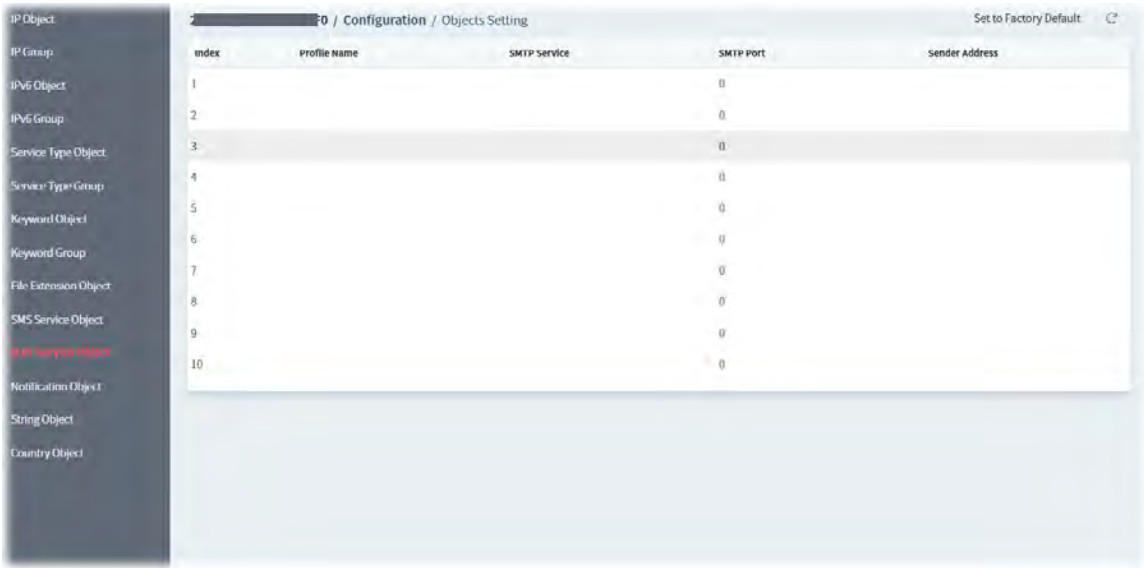 IP Object
IP Group
IPv6 Object
IPv6 Group
Service Type Object
Service Type Group
Keyword Object
Keyword Group
File Extension Object
SMS Service Object
Service Object
Notification Object
String Object
Country Object
2 F0 / Configuration / Objects Setting
Set to Factory Default
Index Profile Name SMTP Service SMTP Port Sender Address
1 0
2 0
3 0
4 0
5 0
6 0
7 0
8 0
9 0
10 0